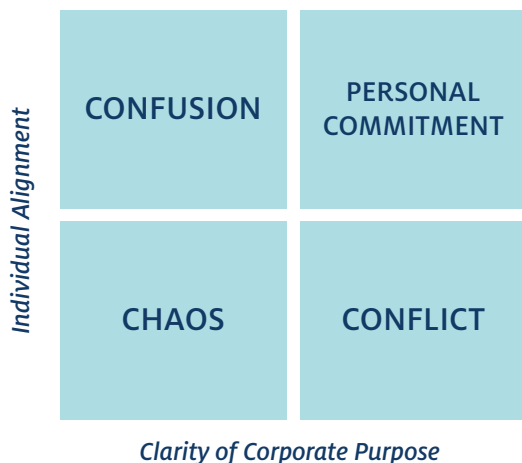 CONFUSION
PERSONAL
COMMITMENT
Individual Alignment
CHAOS
CONFLICT
Clarity of Corporate Purpose